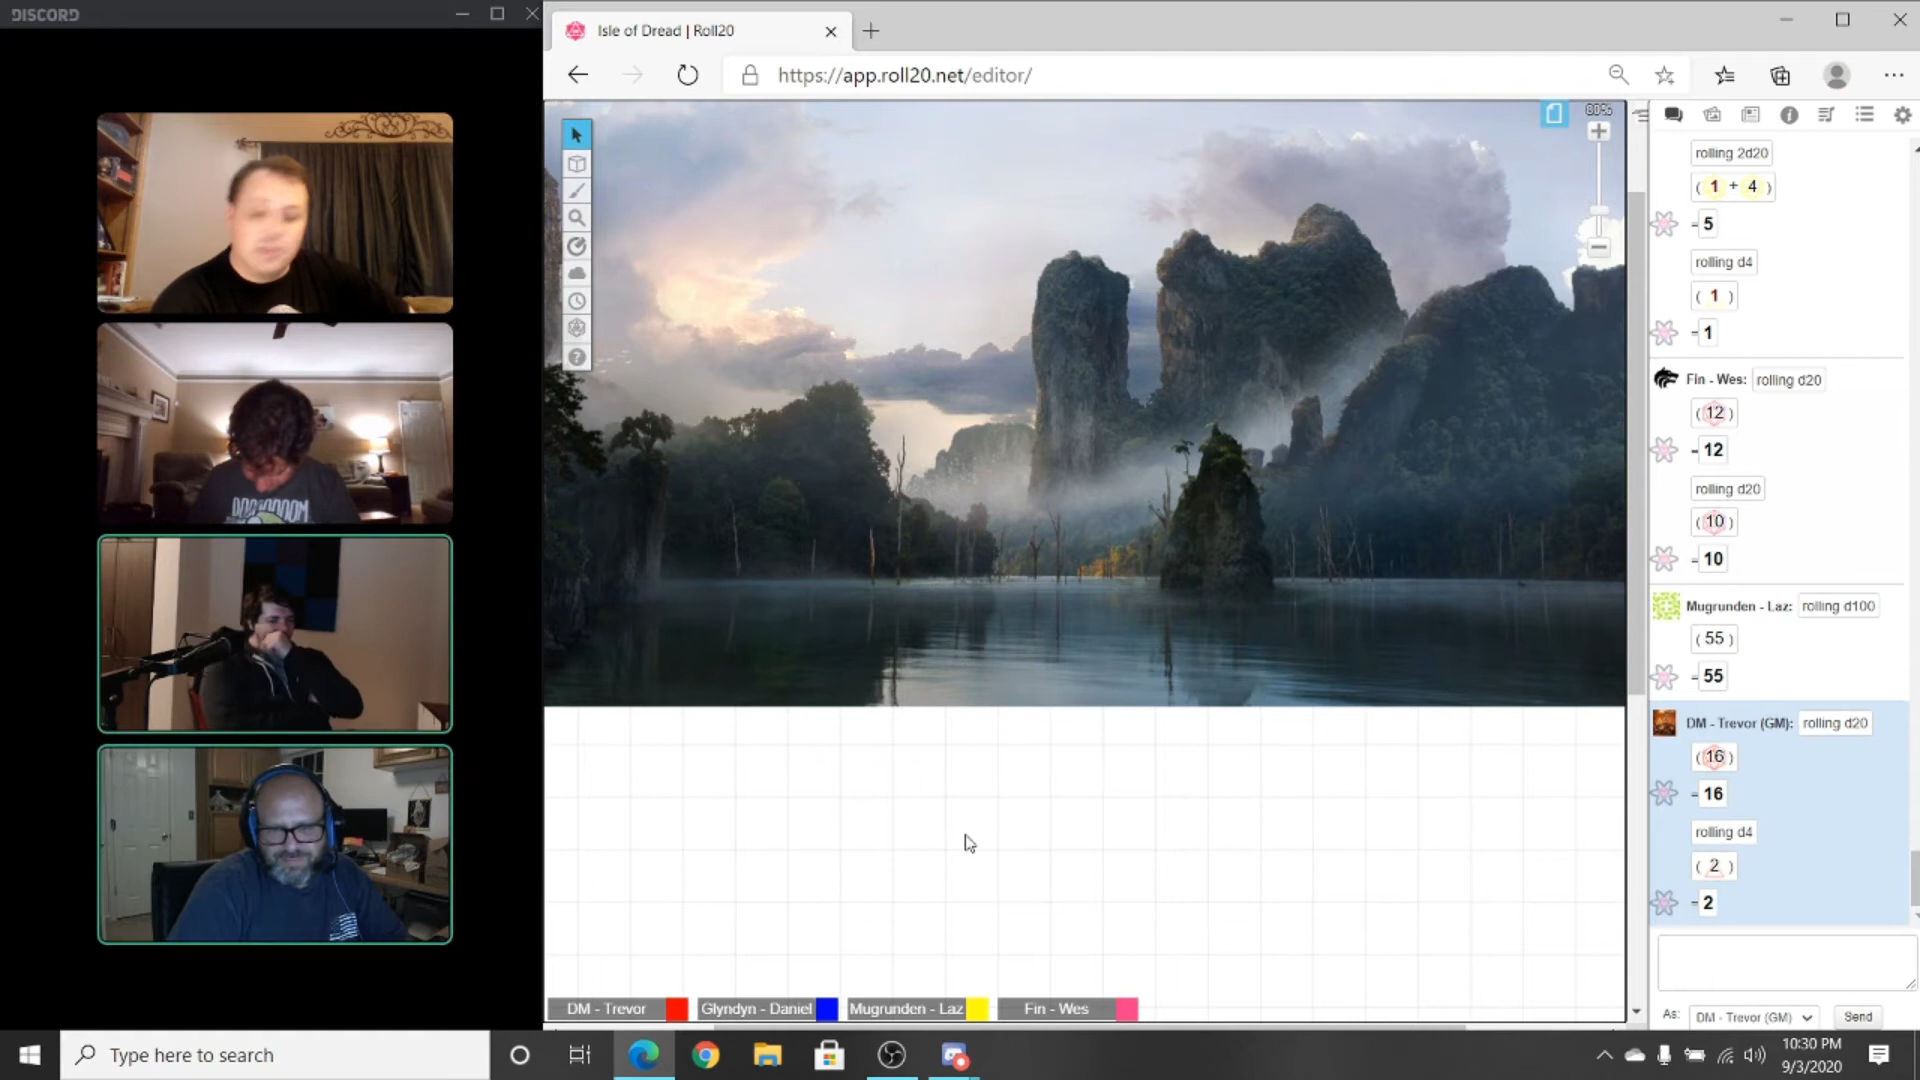 DISCORD
Isle of Dread | Roll20
https://app.roll20.net/editor/
80%
rolling 2d20
( 1 + 4 )
= 5
rolling d4
( 1 )
= 1
Fin - Wes: rolling d20
( 12 )
= 12
rolling d20
( 10 )
= 10
Mugrunden - Laz: rolling d100
( 55 )
= 55
DM - Trevor (GM): rolling d20
( 16 )
= 16
rolling d4
( 2 )
= 2
DM - Trevor
Glyndyn - Daniel
Mugrunden - Laz
Fin - Wes
As: DM - Trevor (GM) Send
Type here to search
10:30 PM
9/3/2020